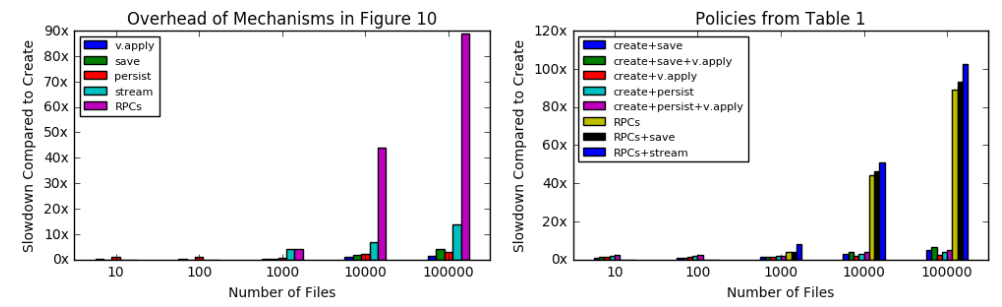 Overhead of Mechanisms in Figure 10
Slowdown Compared to Create
90x
80x
70x
60x
50x
40x
30x
20x
10x
0x
v.apply
save
persist
stream
RPCs
10 100 1000 10000 100000
Number of Files
Policies from Table 1
Slowdown Compared to Create
120x
100x
80x
60x
40x
20x
0x
create+save
create+save+v.apply
create+v.apply
create+persist
create+persist+v.apply
RPCs
RPCs+save
RPCs+stream
10 100 1000 10000 100000
Number of Files